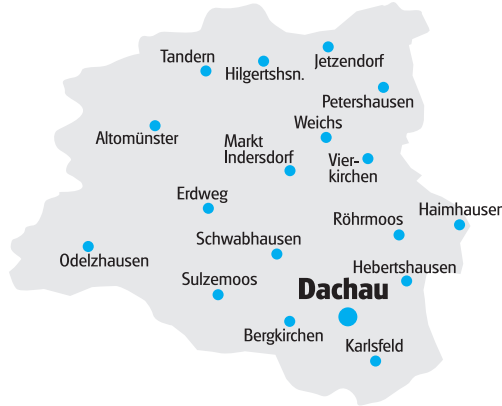 Tandern
Hilgertshsn.
Jetzendorf
Petershausen
Altomünster
Weichs
Markt
Indersdorf
Vier-
kirchen
Erdweg
Röhrmoos
Haimhausen
Schwabhausen
Odelzhausen
Hebertshausen
Sulzemoos
Dachau
Bergkirchen
Karlsfeld